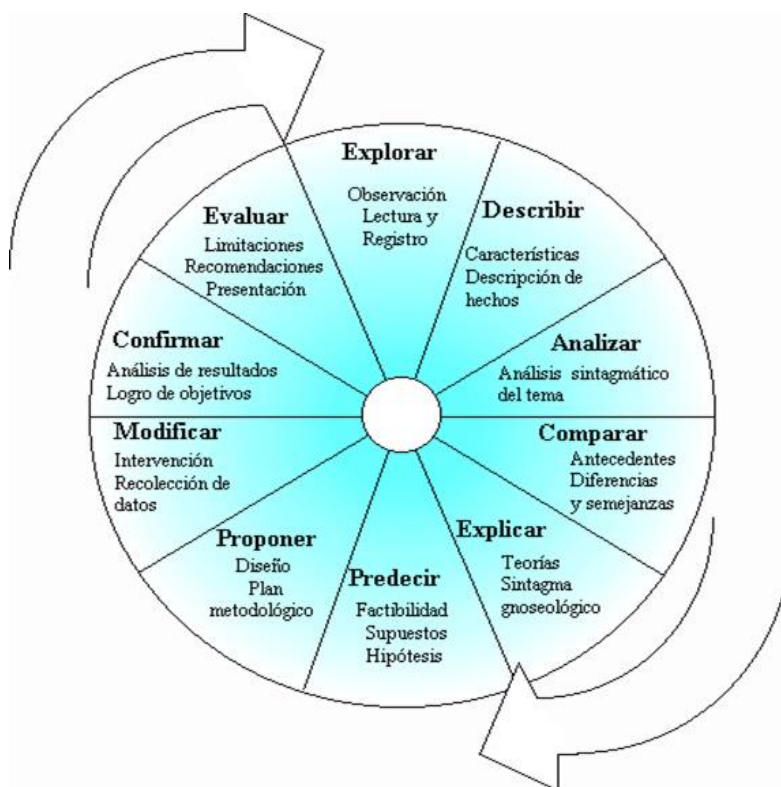 Explorar
Observación
Lectura y
Registro
Describir
Características
Descripción de
hechos
Analizar
Análisis sintagmático
del tema
Comparar
Antecedentes
Diferencias
y semejanzas
Explicar
Teorías
Sintagma
gnoseológico
Predecir
Factibilidad
Supuestos
Hipótesis
Proponer
Diseño
Plan
metodológico
Modificar
Intervención
Recolección de
datos
Confirmar
Análisis de resultados
Logro de objetivos
Evaluar
Limitaciones
Recomendaciones
Presentación